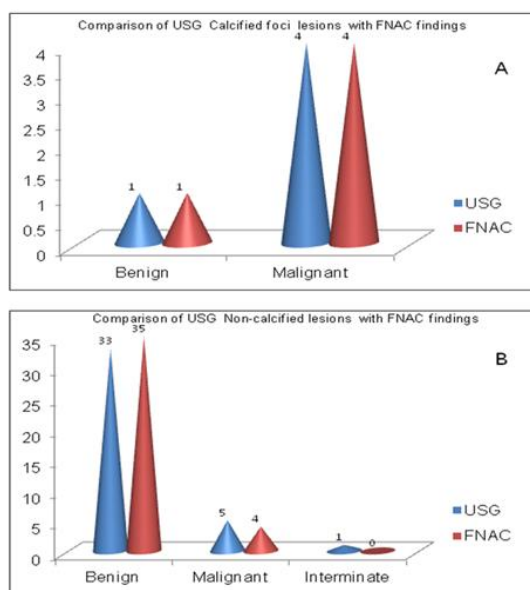 Comparison of USG Calcified foci lesions with FNAC findings
A
4
3.5
3
2.5
2
1.5
1
0.5
0
1 1
4 4
Benign Malignant
USG
FNAC
Comparison of USG Non-calcified lesions with FNAC findings
B
35
30
25
20
15
10
5
0
33 35
5 4
1 0
Benign Malignant Interminate
USG
FNAC